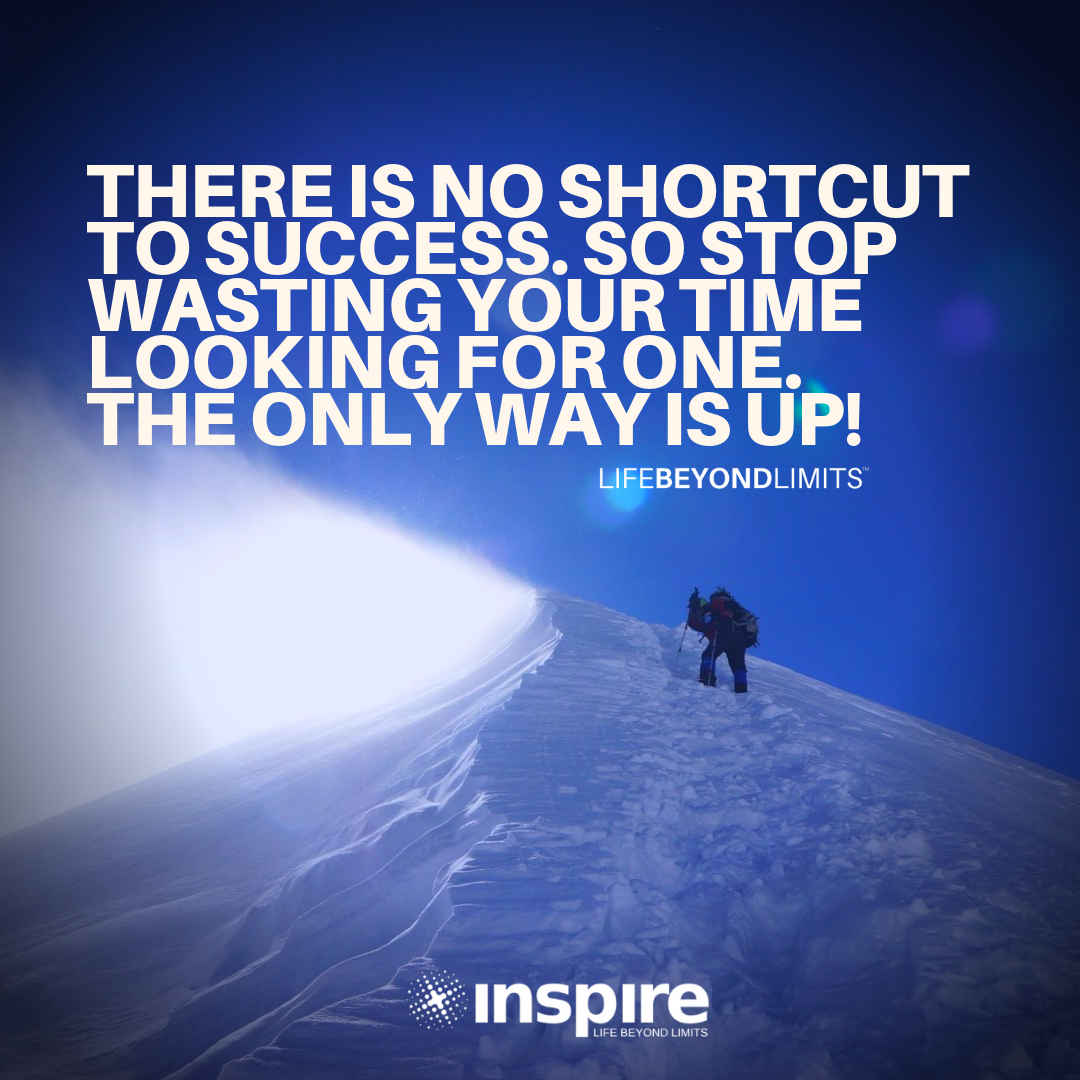 THERE IS NO SHORTCUT
TO SUCCESS. SO STOP
WASTING YOUR TIME
LOOKING FOR ONE.
THE ONLY WAY IS UP!
LIFEBEYONDLIMITS™
inspire
LIFE BEYOND LIMITS